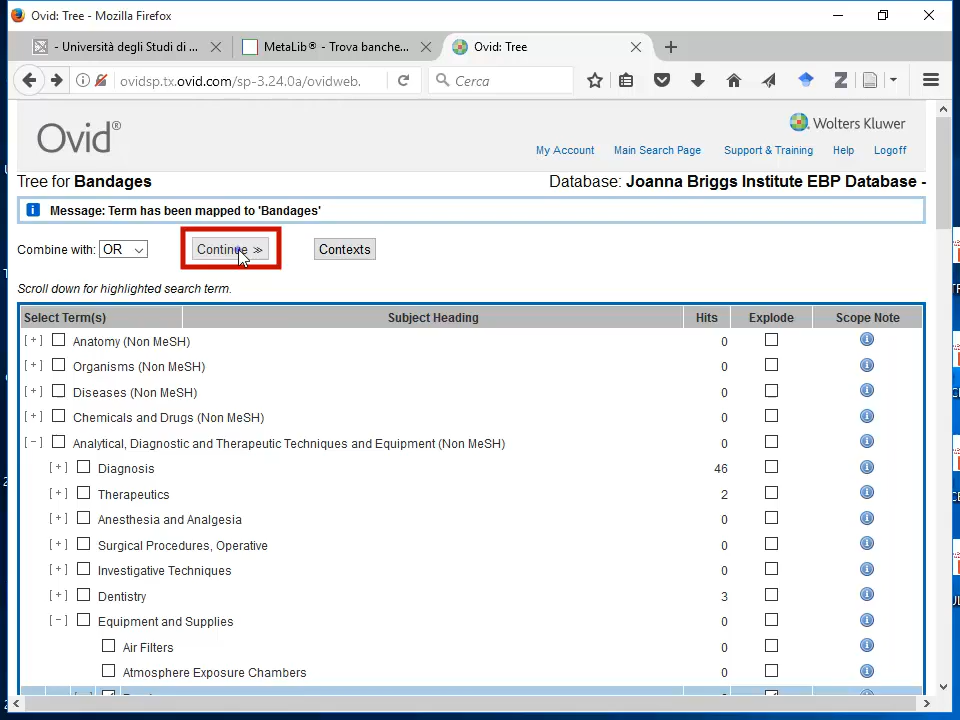 Ovid: Tree - Mozilla Firefox
- Università degli Studi di ...
MetaLib® - Trova banche...
Ovid: Tree
ovidsp.tx.ovid.com/sp-3.24.0a/ovidweb.
Cerca
Ovid®
Wolters Kluwer
My Account Main Search Page Support & Training Help Logoff
Tree for Bandages
Database: Joanna Briggs Institute EBP Database -
Message: Term has been mapped to 'Bandages'
Combine with: OR Continue ≫ Contexts
Scroll down for highlighted search term.
Select Term(s) Subject Heading Hits Explode Scope Note
[+] Anatomy (Non MeSH) 0
[+] Organisms (Non MeSH) 0
[+] Diseases (Non MeSH) 0
[+] Chemicals and Drugs (Non MeSH) 0
[-] Analytical, Diagnostic and Therapeutic Techniques and Equipment (Non MeSH) 0
[+] Diagnosis 46
[+] Therapeutics 2
[+] Anesthesia and Analgesia 0
[+] Surgical Procedures, Operative 0
[+] Investigative Techniques 0
[+] Dentistry 3
[-] Equipment and Supplies 0
Air Filters 0
Atmosphere Exposure Chambers 0